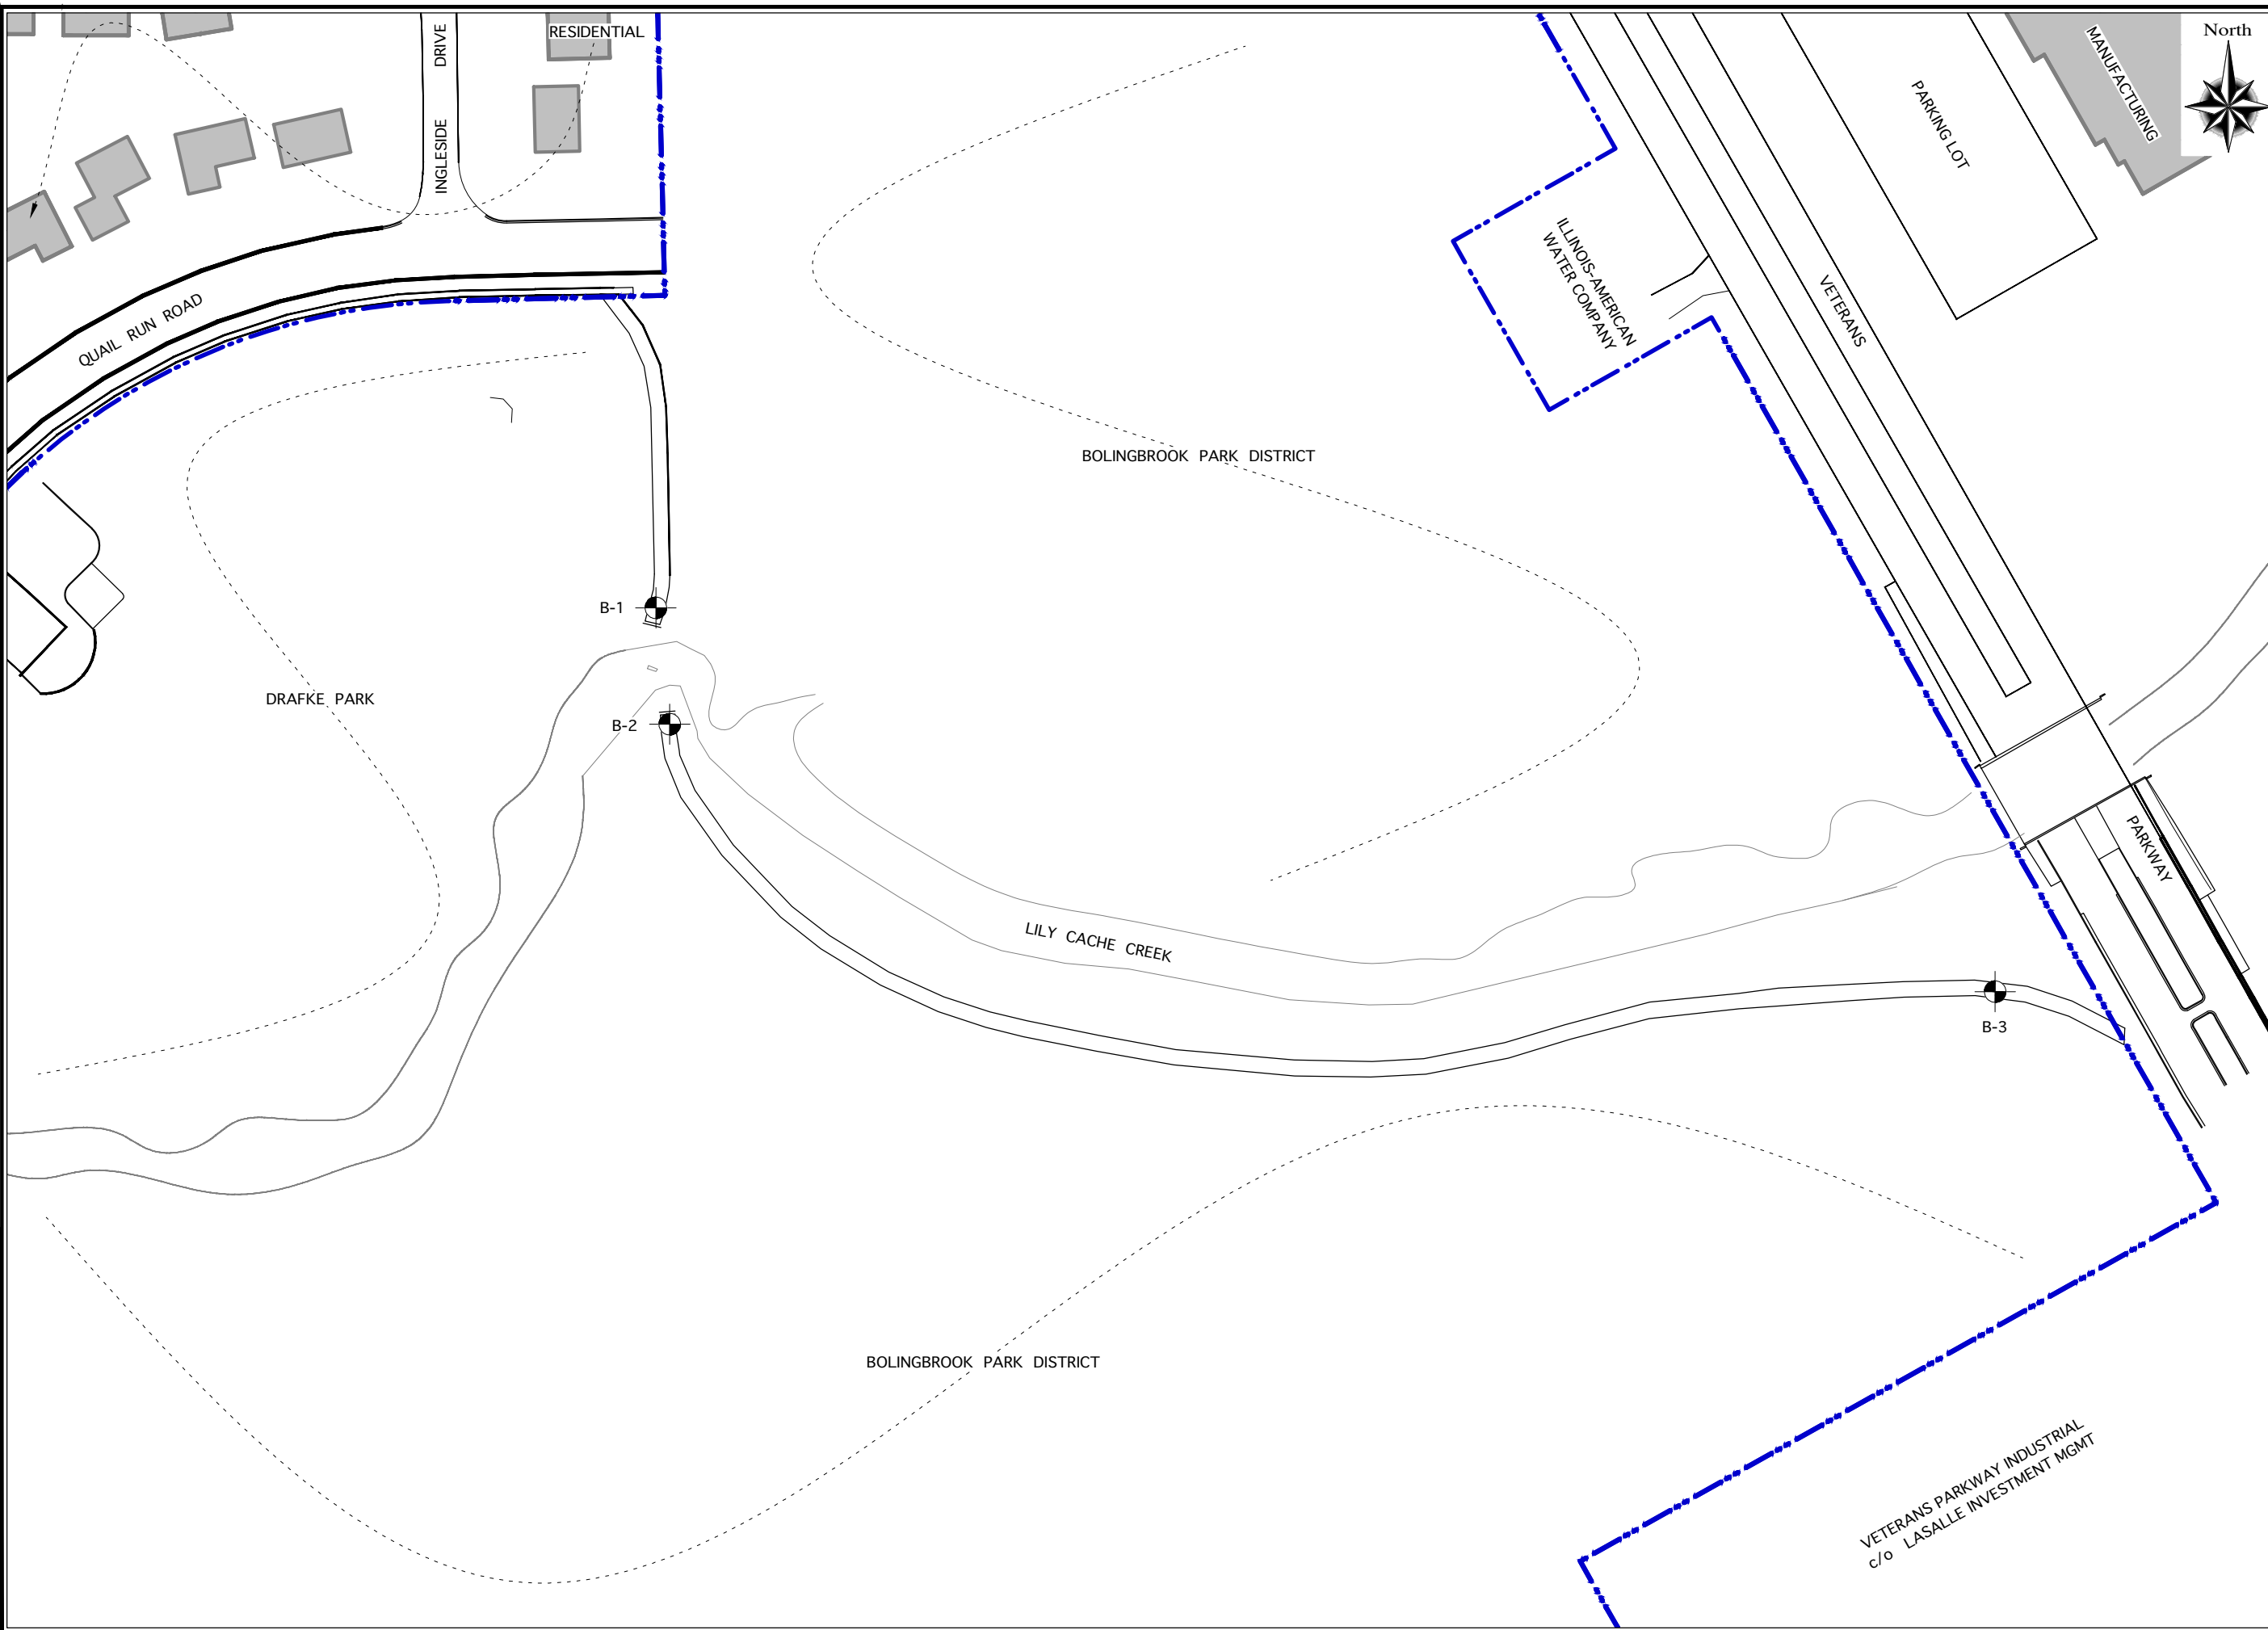 RESIDENTIAL
North
INGLESIDE DRIVE
MANUFACTURING
PARKING LOT
ILLINOIS-AMERICAN
WATER COMPANY
VETERANS
QUAIL RUN ROAD
BOLINGBROOK PARK DISTRICT
B-1
DRAFKE PARK
B-2
PARKWAY
LILY CACHE CREEK
B-3
BOLINGBROOK PARK DISTRICT
VETERANS PARKWAY INDUSTRIAL
c/o LASALLE INVESTMENT MGMT